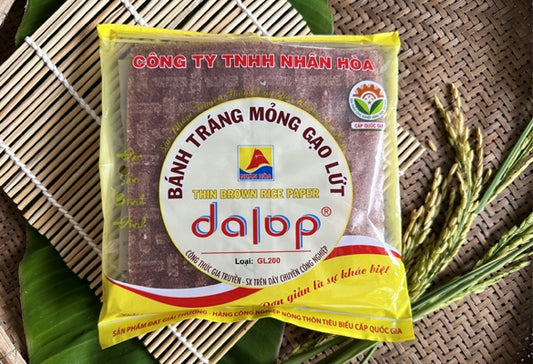 CÔNG TY TNHH NHÂN HÒA
CẤP QUỐC GIA
BÁNH TRÁNG MỎNG GẠO LỨT
NHÂN HÒA
THIN BROWN RICE PAPER
dalop®
Loại: GL200
CÔNG THỨC GIA TRUYỀN - SX TRÊN DÂY CHUYỀN CÔNG NGHIỆP
Đơn giản là sự khác biệt
SẢN PHẨM ĐẠT GIẢI THƯỞNG - HÀNG CÔNG NGHIỆP NÔNG THÔN TIÊU BIỂU CẤP QUỐC GIA